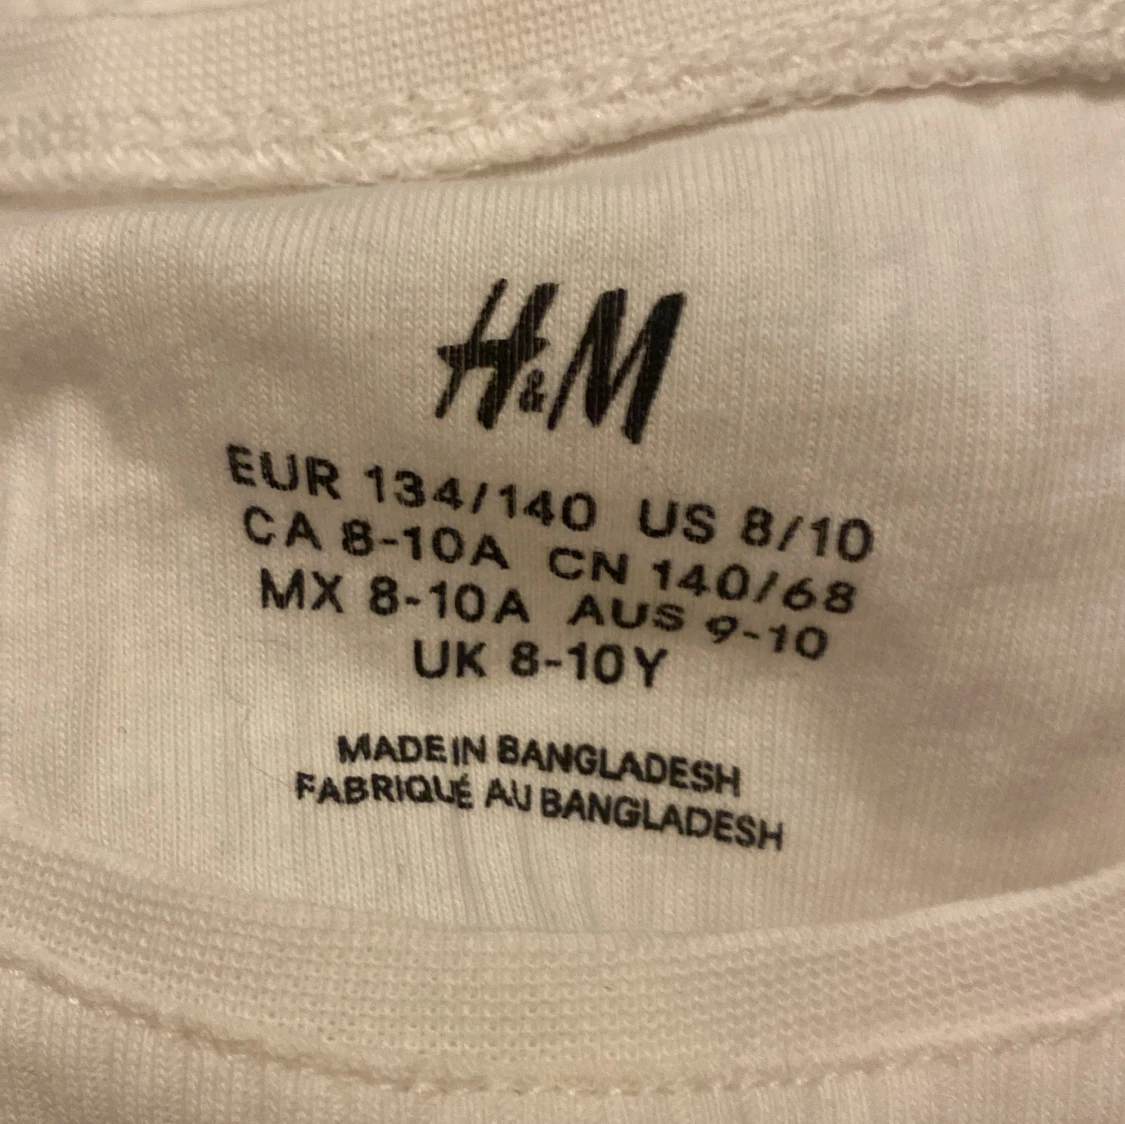 H&M
EUR 134/140 US 8/10
CA 8-10A CN 140/68
MX 8-10A AUS 9-10
UK 8-10Y
MADE IN BANGLADESH
FABRIQUÉ AU BANGLADESH